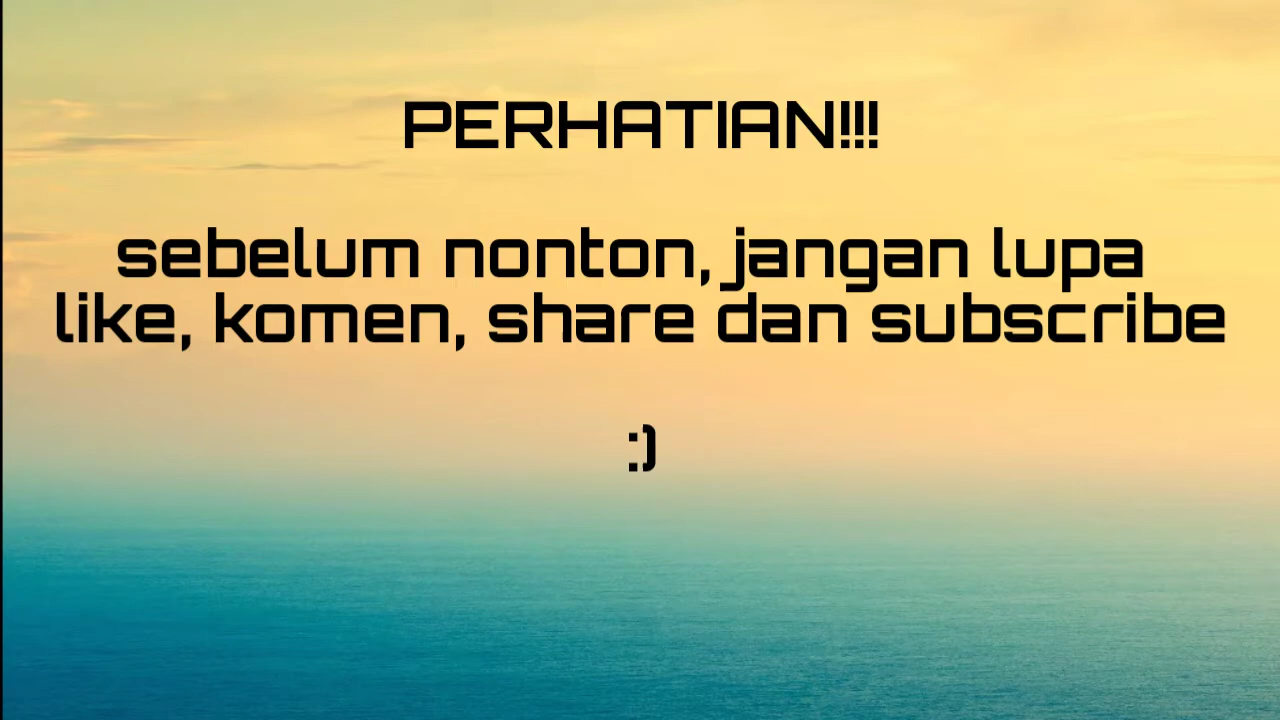 PERHATIAN!!!
sebelum nonton, jangan lupa
like, komen, share dan subscribe
:)